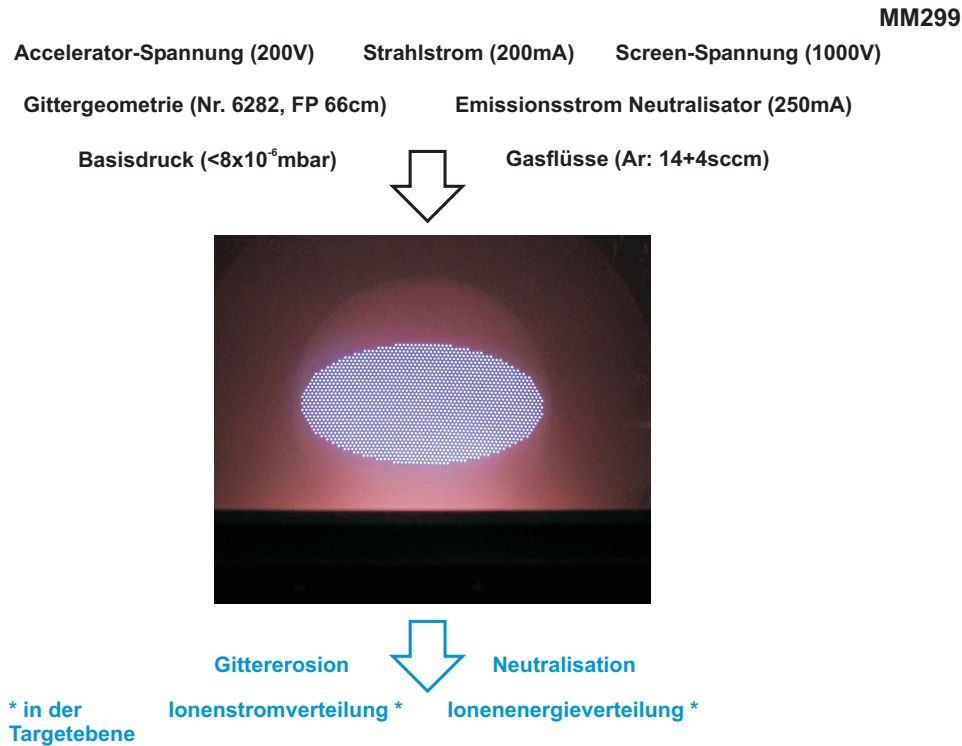 MM299
Accelerator-Spannung (200V) Strahlstrom (200mA) Screen-Spannung (1000V)
Gittergeometrie (Nr. 6282, FP 66cm) Emissionsstrom Neutralisator (250mA)
Basisdruck (<8x10⁻⁶mbar) Gasflüsse (Ar: 14+4sccm)
Gittererosion Neutralisation
* in der Ionenstromverteilung * Ionenenergieverteilung *
Targetebene